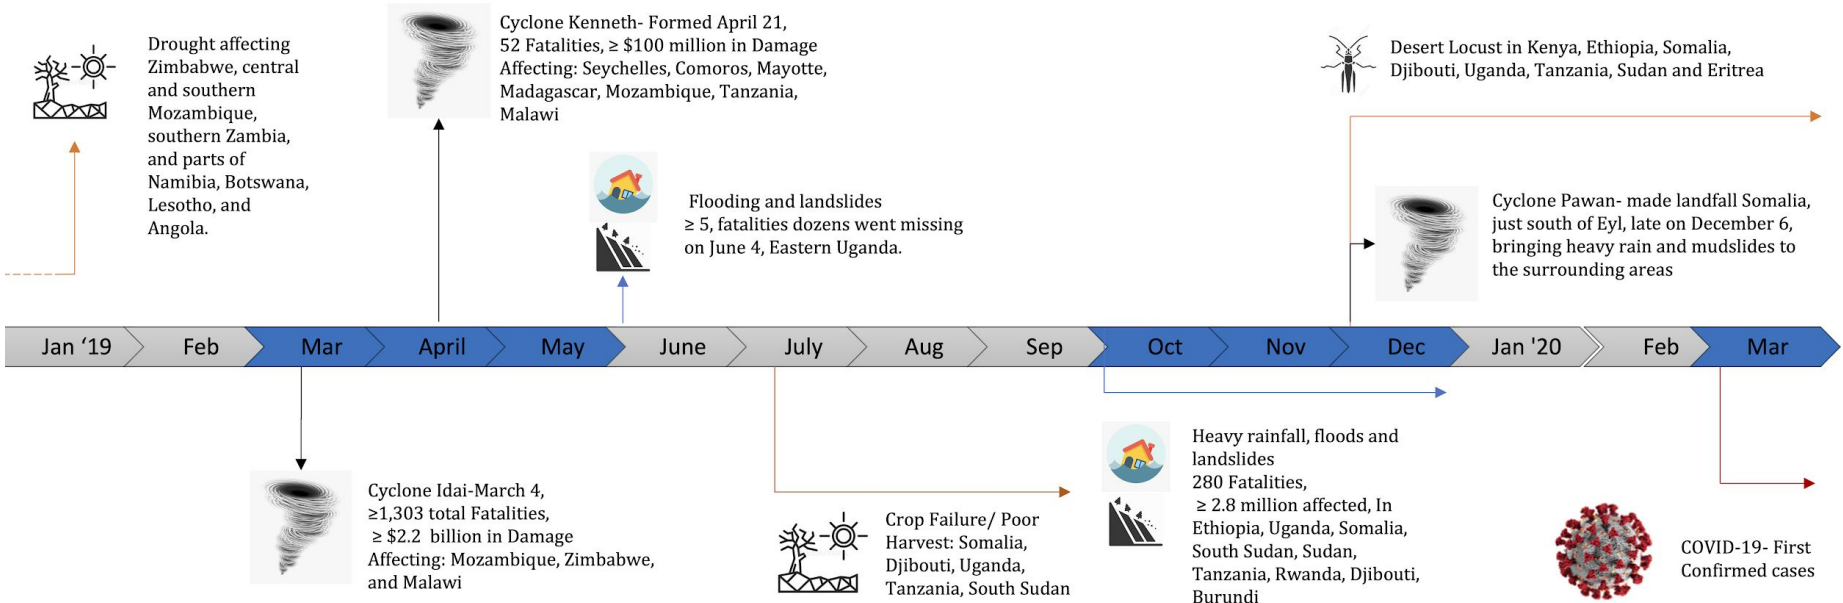 Drought affecting
Zimbabwe, central
and southern
Mozambique,
southern Zambia,
and parts of
Namibia, Botswana,
Lesotho, and
Angola.
Cyclone Kenneth- Formed April 21,
52 Fatalities, ≥ $100 million in Damage
Affecting: Seychelles, Comoros, Mayotte,
Madagascar, Mozambique, Tanzania,
Malawi
Flooding and landslides
≥ 5, fatalities dozens went missing
on June 4, Eastern Uganda.
Desert Locust in Kenya, Ethiopia, Somalia,
Djibouti, Uganda, Tanzania, Sudan and Eritrea
Cyclone Pawan- made landfall Somalia,
just south of Eyl, late on December 6,
bringing heavy rain and mudslides to
the surrounding areas
Jan ‘19 Feb Mar April May June July Aug Sep Oct Nov Dec Jan '20 Feb Mar
Cyclone Idai-March 4,
≥1,303 total Fatalities,
≥ $2.2 billion in Damage
Affecting: Mozambique, Zimbabwe,
and Malawi
Crop Failure/ Poor
Harvest: Somalia,
Djibouti, Uganda,
Tanzania, South Sudan
Heavy rainfall, floods and
landslides
280 Fatalities,
≥ 2.8 million affected, In
Ethiopia, Uganda, Somalia,
South Sudan, Sudan,
Tanzania, Rwanda, Djibouti,
Burundi
COVID-19- First
Confirmed cases